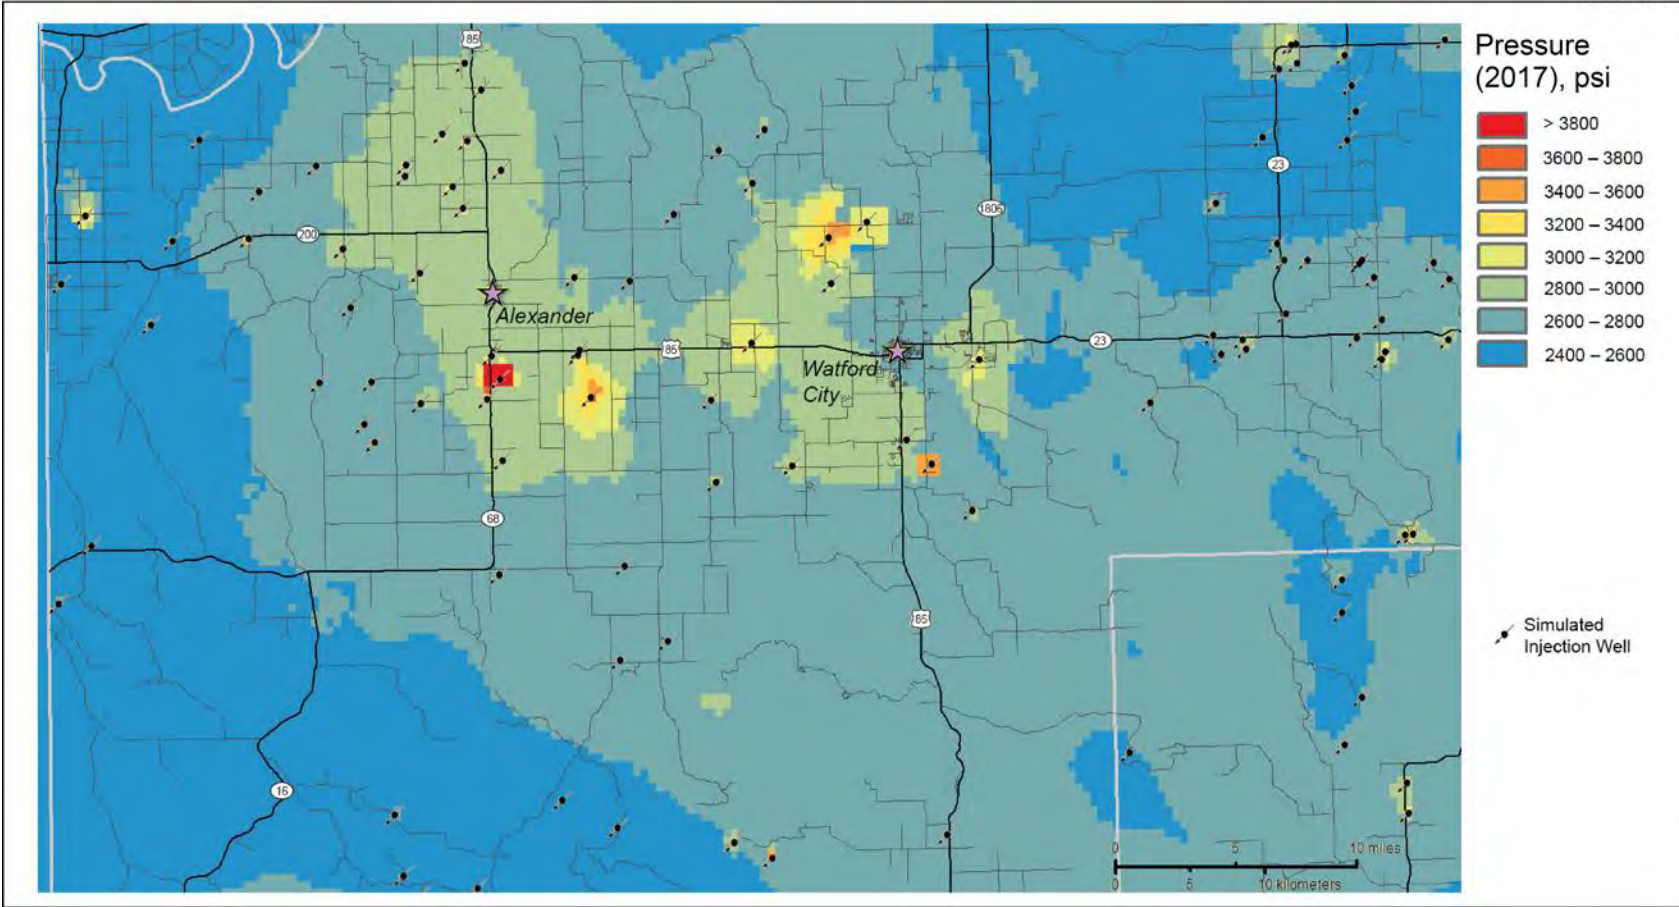 Pressure
(2017), psi
> 3800
3600 – 3800
3400 – 3600
3200 – 3400
3000 – 3200
2800 – 3000
2600 – 2800
2400 – 2600
Simulated
Injection Well
85
23
1806
200
Alexander
85
23
Watford
City
68
85
16
0 5 10 miles
0 5 10 kilometers